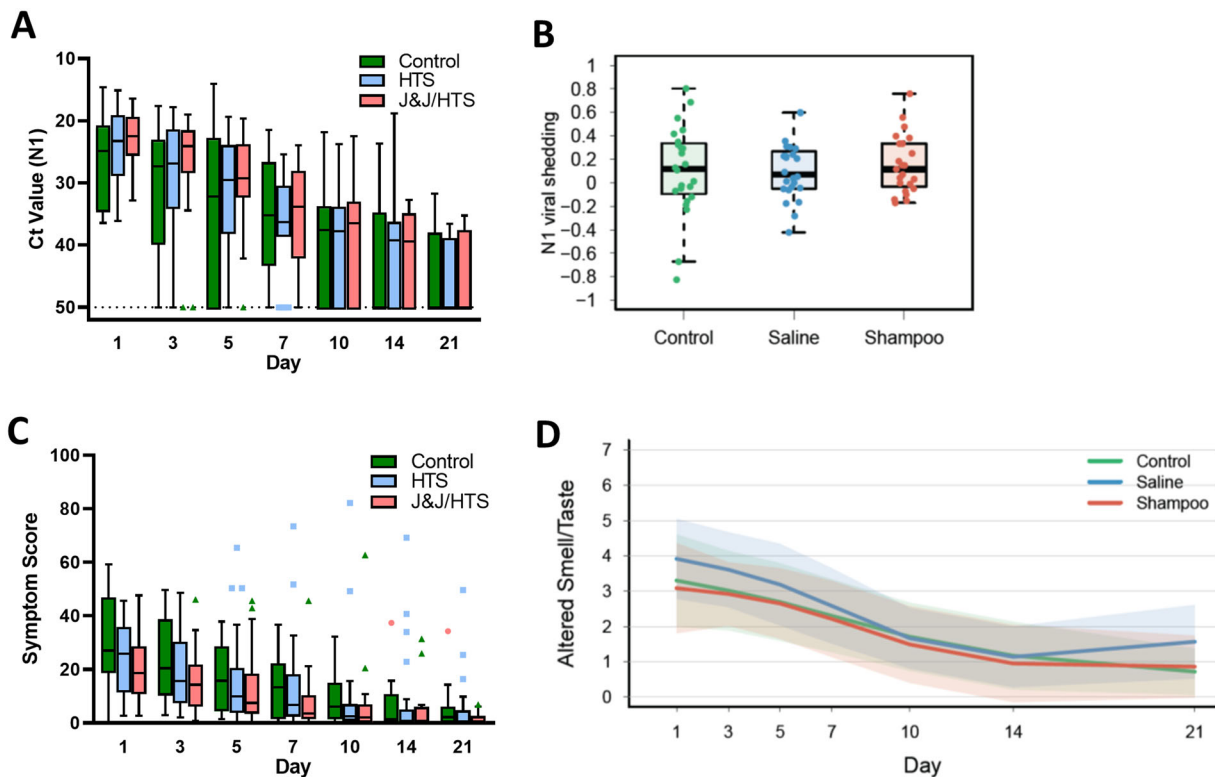 A
Ct Value (N1)
10
20
30
40
50
Control
HTS
J&J/HTS
1 3 5 7 10 14 21
Day
B
N1 viral shedding
1
0.8
0.6
0.4
0.2
0
−0.2
−0.4
−0.6
−0.8
−1
Control Saline Shampoo
C
Symptom Score
100
80
60
40
20
0
Control
HTS
J&J/HTS
1 3 5 7 10 14 21
Day
D
Altered Smell/Taste
7
6
5
4
3
2
1
0
Control
Saline
Shampoo
1 3 5 7 10 14 21
Day